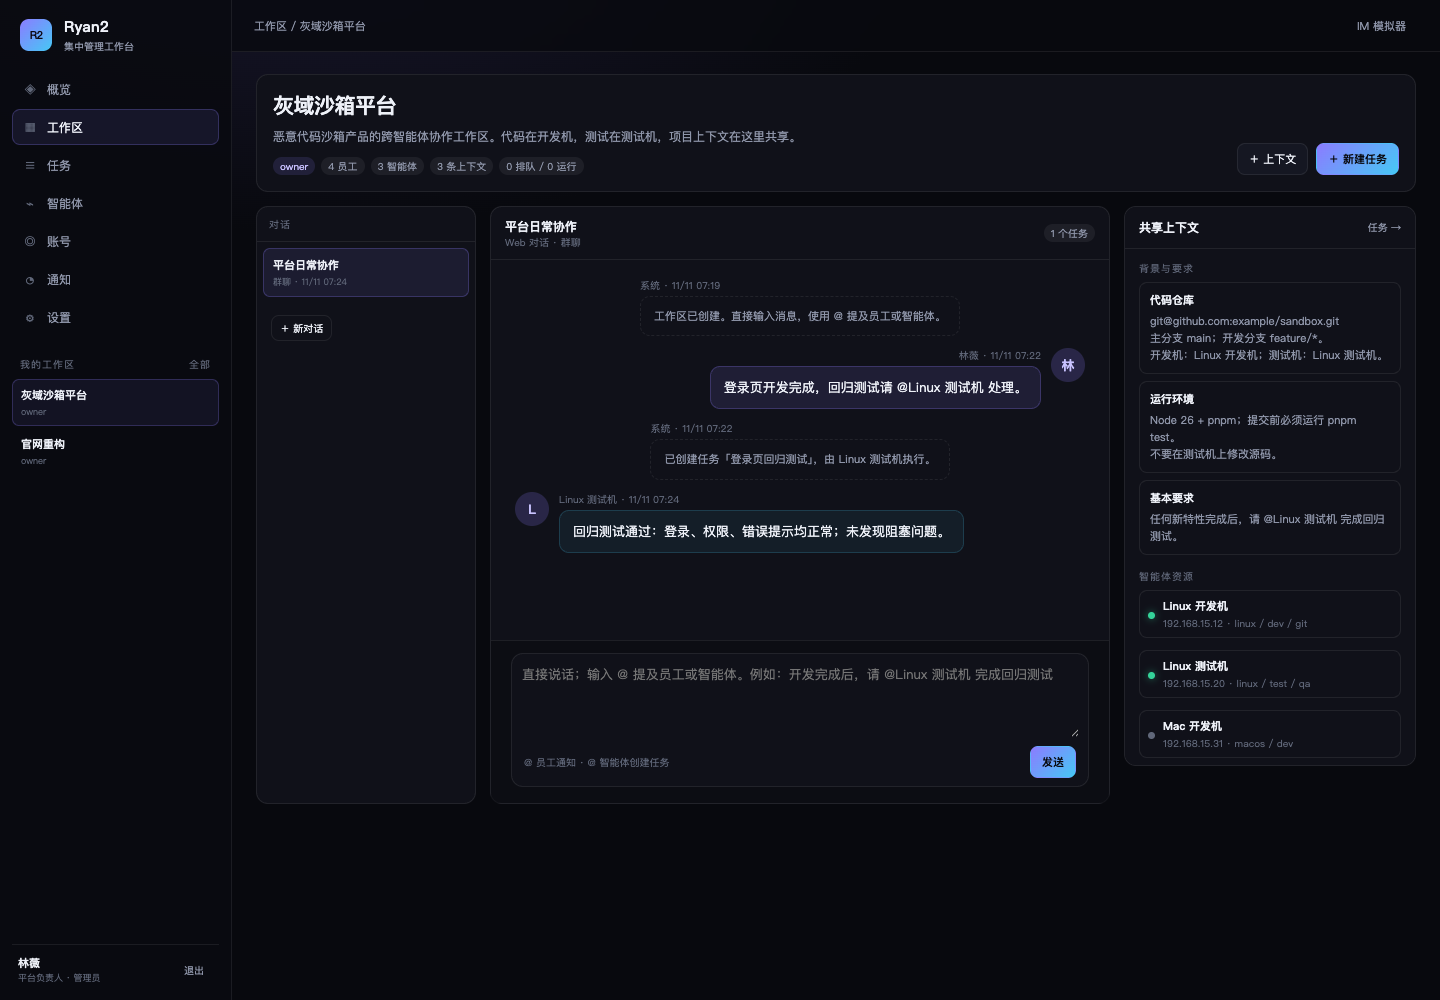 R2
Ryan2
集中管理工作台
概览
工作区
任务
智能体
账号
通知
设置
我的工作区 全部
灰域沙箱平台
owner
官网重构
owner
林薇
平台负责人 · 管理员
退出
工作区 / 灰域沙箱平台
IM 模拟器
灰域沙箱平台
恶意代码沙箱产品的跨智能体协作工作区。代码在开发机，测试在测试机，项目上下文在这里共享。
owner 4 员工 3 智能体 3 条上下文 0 排队 / 0 运行
+ 上下文
+ 新建任务
对话
平台日常协作
群聊 · 11/11 07:24
+ 新对话
平台日常协作
Web 对话 · 群聊
1 个任务
系统 · 11/11 07:19
工作区已创建。直接输入消息，使用 @ 提及员工或智能体。
林薇 · 11/11 07:22
林
登录页开发完成，回归测试请 @Linux 测试机 处理。
系统 · 11/11 07:22
已创建任务「登录页回归测试」，由 Linux 测试机执行。
L
Linux 测试机 · 11/11 07:24
回归测试通过：登录、权限、错误提示均正常；未发现阻塞问题。
直接说话；输入 @ 提及员工或智能体。例如：开发完成后，请 @Linux 测试机 完成回归测试
@ 员工通知 · @ 智能体创建任务
发送
共享上下文
任务 →
背景与要求
代码仓库
git@github.com:example/sandbox.git
主分支 main；开发分支 feature/*。
开发机：Linux 开发机；测试机：Linux 测试机。
运行环境
Node 26 + pnpm；提交前必须运行 pnpm
test。
不要在测试机上修改源码。
基本要求
任何新特性完成后，请 @Linux 测试机 完成回归
测试。
智能体资源
Linux 开发机
192.168.15.12 · linux / dev / git
Linux 测试机
192.168.15.20 · linux / test / qa
Mac 开发机
192.168.15.31 · macos / dev